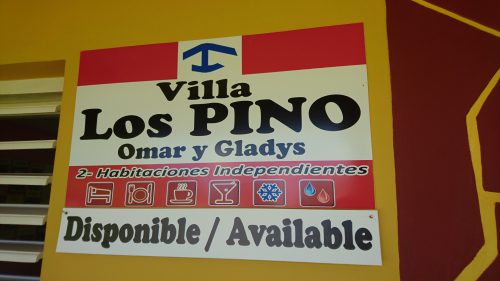 Villa
Los PINO
Omar y Gladys
2- Habitaciones Independientes
Disponible / Available